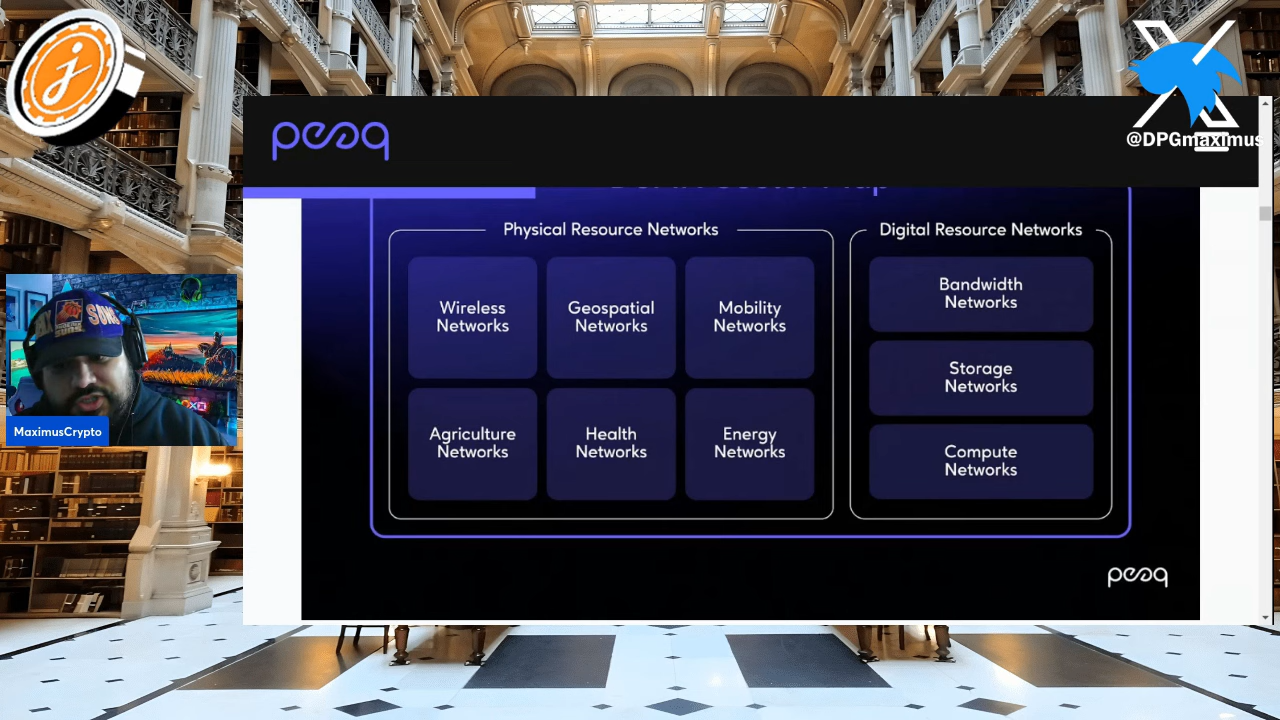 @DPGmaximus
peaq
Physical Resource Networks
Digital Resource Networks
Wireless
Networks
Geospatial
Networks
Mobility
Networks
Agriculture
Networks
Health
Networks
Energy
Networks
Bandwidth
Networks
Storage
Networks
Compute
Networks
peaq
MaximusCrypto